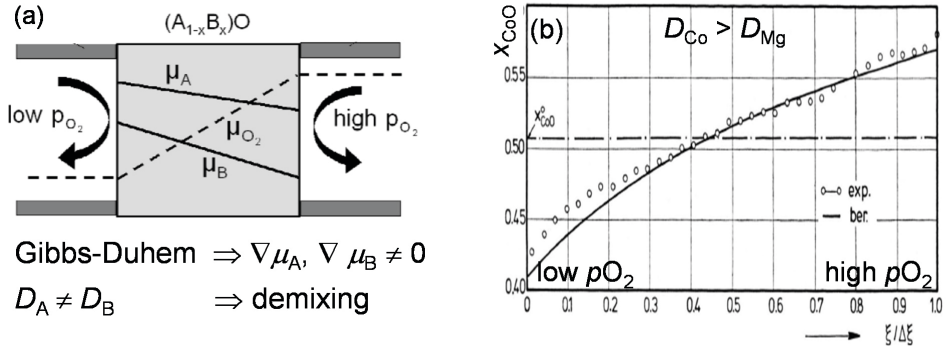 (a)
(A₁₋ₓBₓ)O
μA
low pO₂
μO₂
high pO₂
μB
Gibbs-Duhem ⇒ ∇μA, ∇ μB ≠ 0
DA ≠ DB ⇒ demixing
(b)
DCo > DMg
xCoO
0.55
x°CoO
0.50
0.45
0.40
exp.
ber.
low pO₂
high pO₂
0 0.1 0.2 0.3 0.4 0.5 0.6 0.7 0.8 0.9 1.0
ξ/Δξ